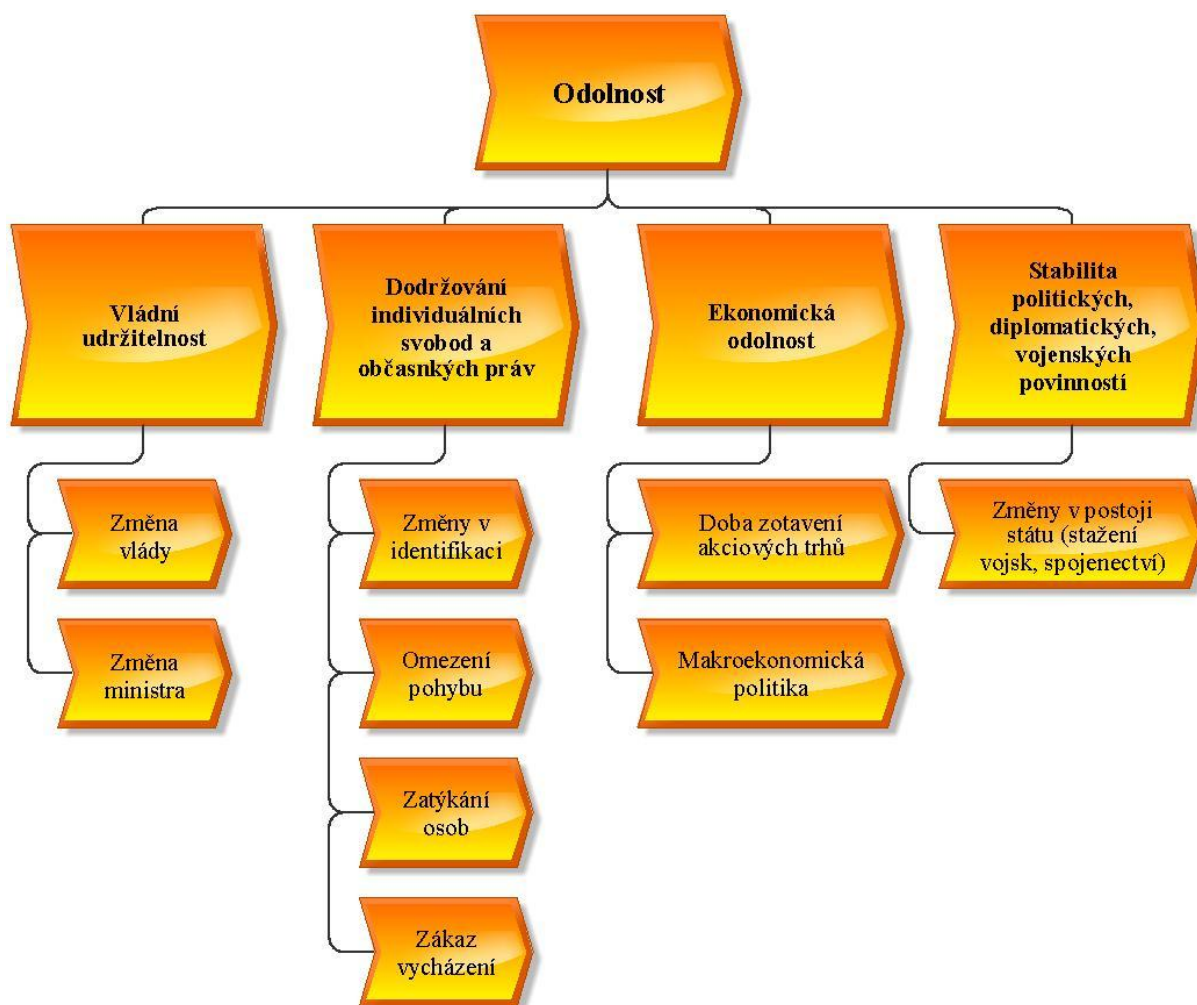 Odolnost
Vládní
udržitelnost
Dodržování
individuálních
svobod a
občasnkých práv
Ekonomická
odolnost
Stabilita
politických,
diplomatických,
vojenských
povinností
Změna
vlády
Změna
ministra
Změny v
identifikaci
Omezení
pohybu
Zatýkání
osob
Zákaz
vycházení
Doba zotavení
akciových trhů
Makroekonomická
politika
Změny v postoji
státu (stažení
vojsk, spojenectví)